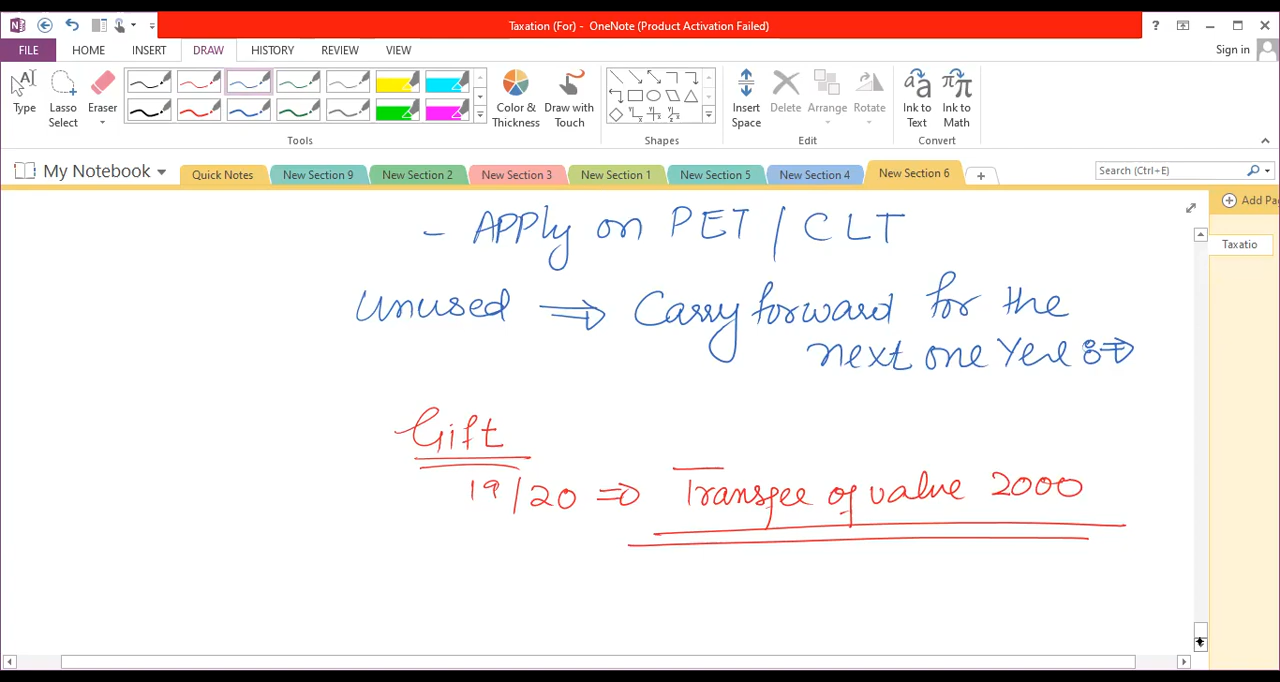 Taxation (For) - OneNote (Product Activation Failed)
?
FILE HOME INSERT DRAW HISTORY REVIEW VIEW
Sign in
Type
Lasso Select
Eraser
Color & Thickness
Draw with Touch
Insert Space
Delete
Arrange
Rotate
Ink to Text
Ink to Math
Tools
Shapes
Edit
Convert
My Notebook
Quick Notes
New Section 9
New Section 2
New Section 3
New Section 1
New Section 5
New Section 4
New Section 6
Search (Ctrl+E)
Add Pag
Taxatio
- APPly on PET / CLT
Unused ⇒ Carry forward for the
next one
Gift
19/20 ⇒ Transfee of value 2000